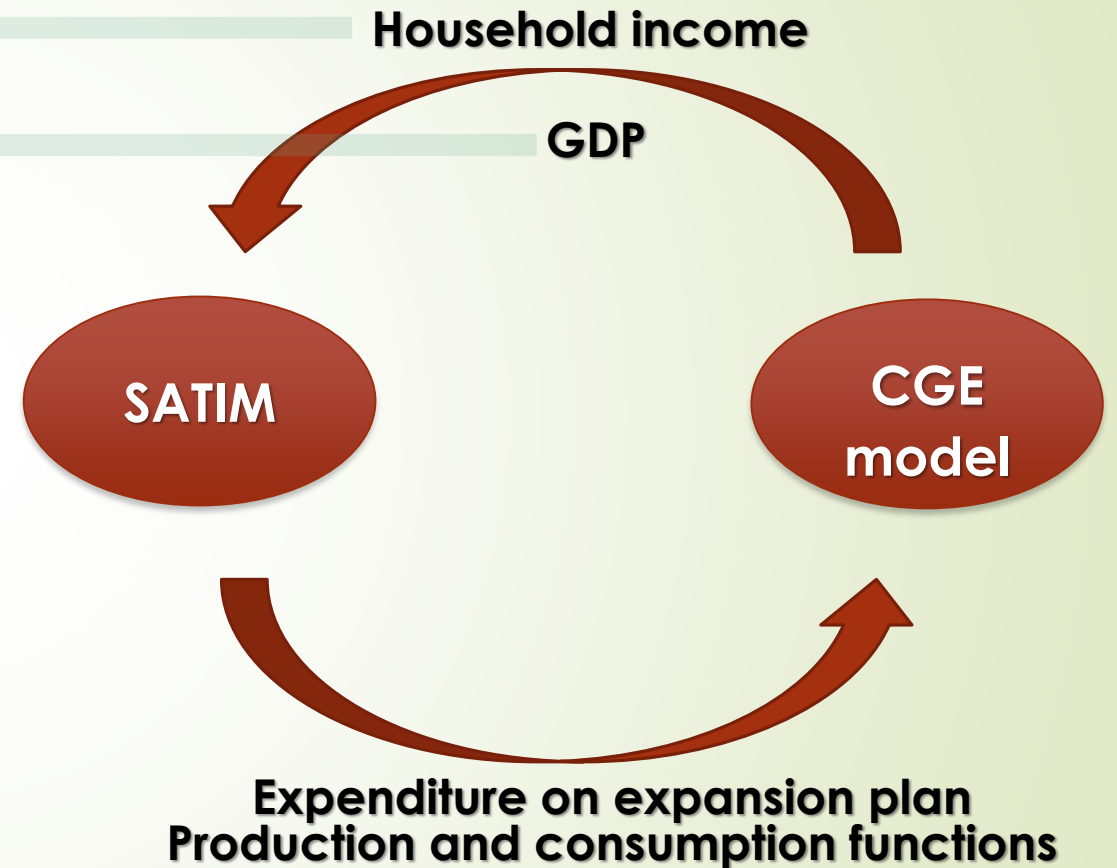 Household income
GDP
SATIM
CGE
model
Expenditure on expansion plan
Production and consumption functions